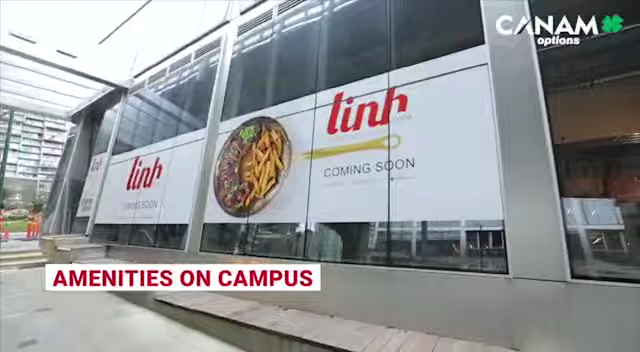 CANAM
options
linh
COMING SOON
linh
COMING SOON
AMENITIES ON CAMPUS